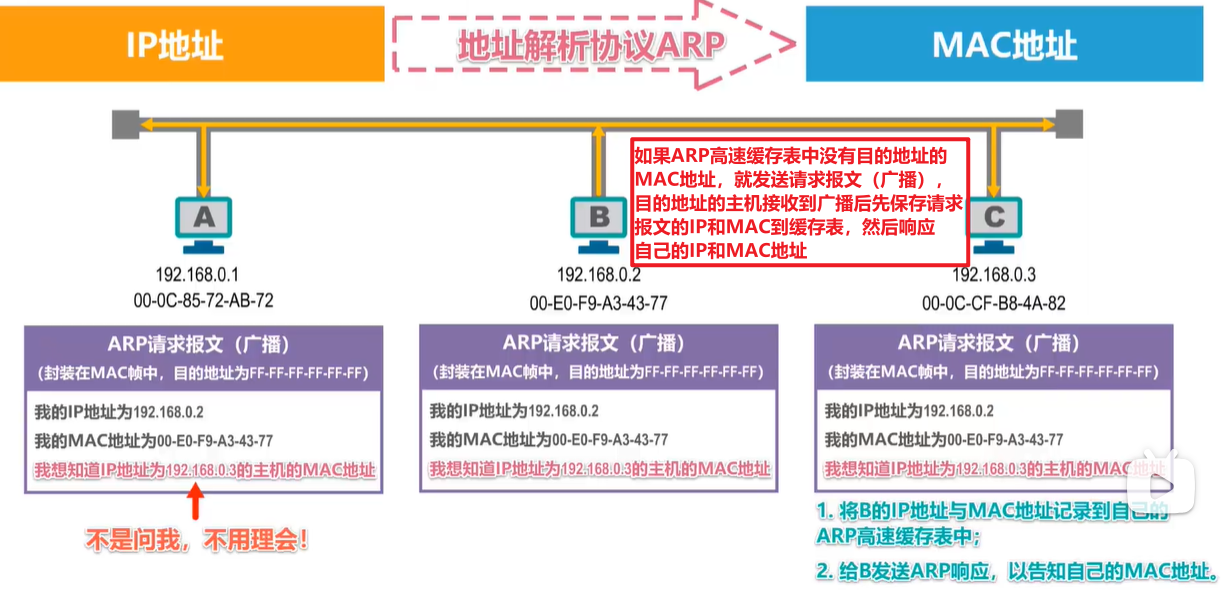 IP地址
地址解析协议ARP
MAC地址
如果ARP高速缓存表中没有目的地址的
MAC地址，就发送请求报文（广播），
目的地址的主机接收到广播后先保存请求
报文的IP和MAC到缓存表，然后响应
自己的IP和MAC地址
A
B
C
192.168.0.1
00-0C-85-72-AB-72
192.168.0.2
00-E0-F9-A3-43-77
192.168.0.3
00-0C-CF-B8-4A-82
ARP请求报文（广播）
（封装在MAC帧中，目的地址为FF-FF-FF-FF-FF-FF）
我的IP地址为192.168.0.2
我的MAC地址为00-E0-F9-A3-43-77
我想知道IP地址为192.168.0.3的主机的MAC地址
不是问我，不用理会！
ARP请求报文（广播）
（封装在MAC帧中，目的地址为FF-FF-FF-FF-FF-FF）
我的IP地址为192.168.0.2
我的MAC地址为00-E0-F9-A3-43-77
我想知道IP地址为192.168.0.3的主机的MAC地址
ARP请求报文（广播）
（封装在MAC帧中，目的地址为FF-FF-FF-FF-FF-FF）
我的IP地址为192.168.0.2
我的MAC地址为00-E0-F9-A3-43-77
我想知道IP地址为192.168.0.3的主机的MAC地址
1. 将B的IP地址与MAC地址记录到自己的
ARP高速缓存表中；
2. 给B发送ARP响应，以告知自己的MAC地址。